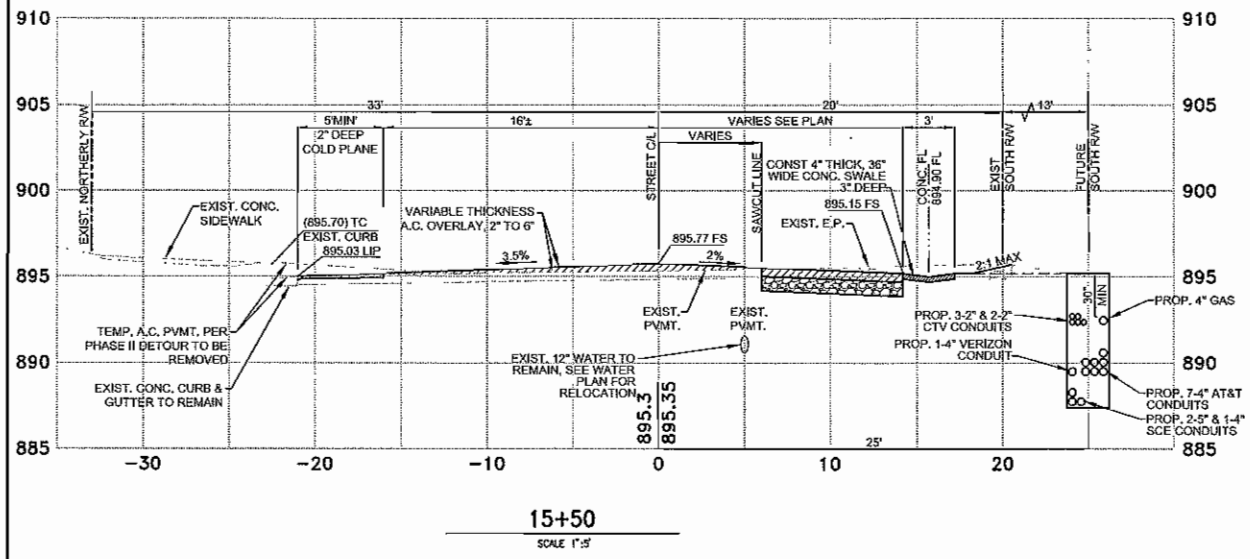 910
910
905
905
900
900
895
895
890
890
885
885
33'
20'
13'
5'MIN'
16'±
VARIES SEE PLAN
3'
2" DEEP
COLD PLANE
VARIES
EXIST. NORTHERLY R/W
STREET C/L
SAWCUT LINE
CONST 4" THICK, 36"
WIDE CONC. SWALE
3" DEEP
CONC. FL
894.90 FL
EXIST
SOUTH R/W
FUTURE
SOUTH R/W
EXIST. CONC.
SIDEWALK
(895.70) TC
EXIST. CURB
895.03 LIP
VARIABLE THICKNESS
A.C. OVERLAY, 2" TO 6"
895.15 FS
EXIST. E.P.
895.77 FS
3.5%
2%
2:1 MAX
TEMP. A.C. PVMT. PER
PHASE II DETOUR TO BE
REMOVED
EXIST. CONC. CURB &
GUTTER TO REMAIN
EXIST.
PVMT.
EXIST.
PVMT.
EXIST. 12" WATER TO
REMAIN, SEE WATER
PLAN FOR
RELOCATION
895.3
895.35
30"
MIN
PROP. 4" GAS
PROP. 3-2" & 2-2"
CTV CONDUITS
PROP. 1-4" VERIZON
CONDUIT
PROP. 7-4" AT&T
CONDUITS
PROP. 2-5" & 1-4"
SCE CONDUITS
25'
-30
-20
-10
0
10
20
15+50
SCALE 1":5'